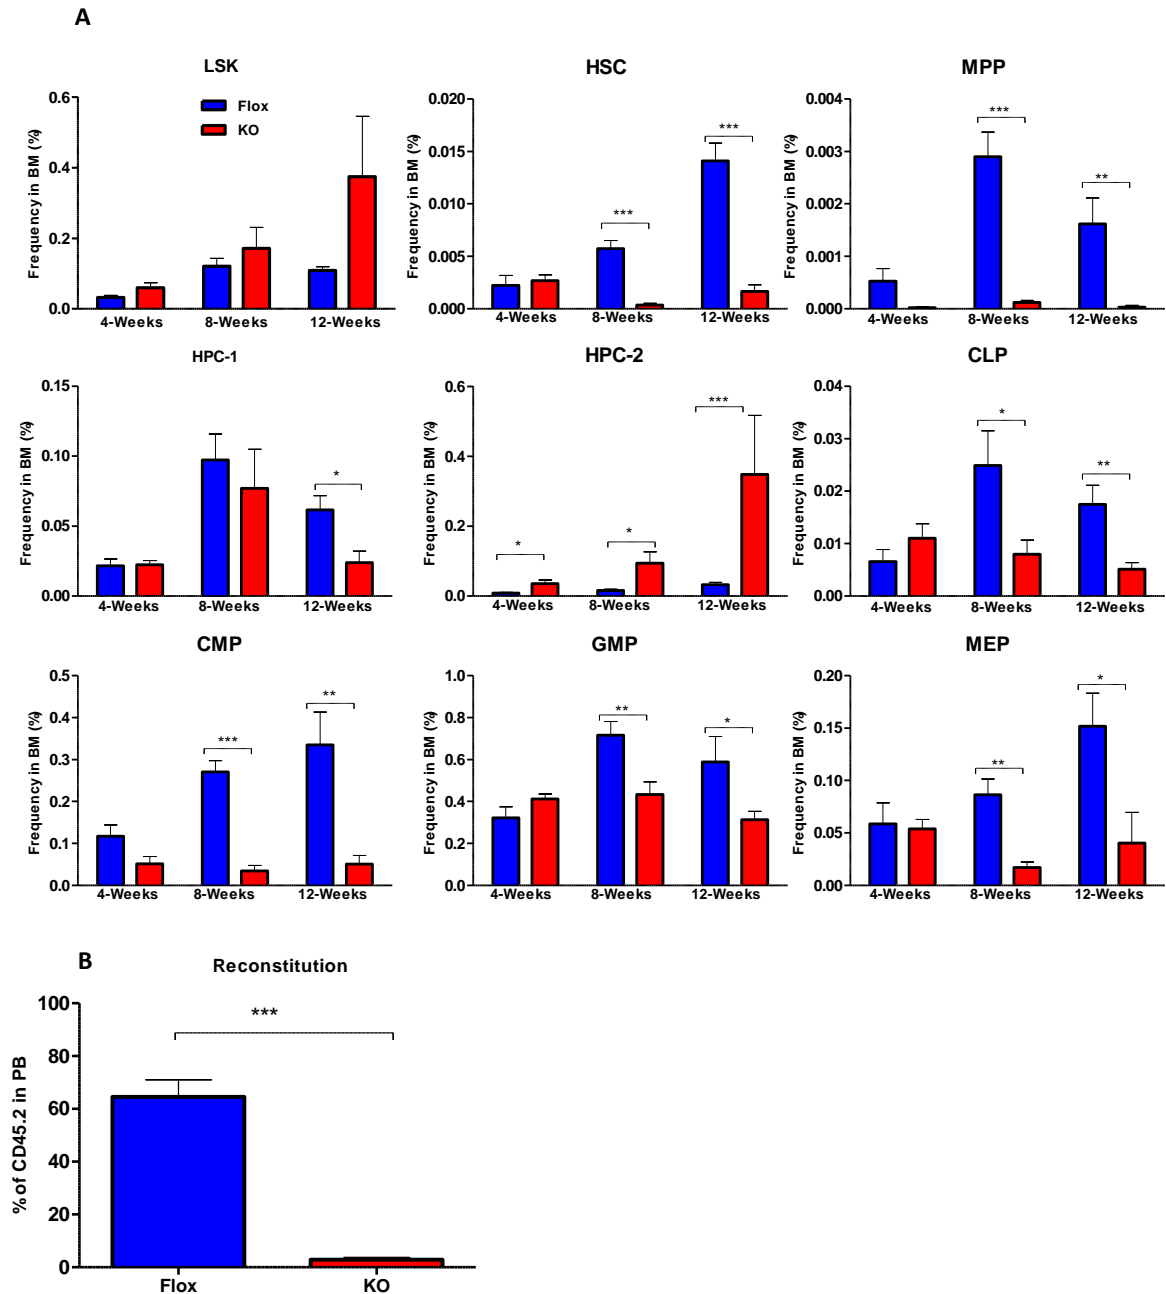 A
LSK
Flox
KO
Frequency in BM (%)
0.6
0.4
0.2
0.0
4-Weeks
8-Weeks
12-Weeks
HSC
Frequency in BM (%)
0.020
0.015
0.010
0.005
0.000
***
***
4-Weeks
8-Weeks
12-Weeks
MPP
Frequency in BM (%)
0.004
0.003
0.002
0.001
0.000
***
**
4-Weeks
8-Weeks
12-Weeks
HPC-1
Frequency in BM (%)
0.15
0.10
0.05
0.00
*
4-Weeks
8-Weeks
12-Weeks
HPC-2
Frequency in BM (%)
0.6
0.4
0.2
0.0
*
*
***
4-Weeks
8-Weeks
12-Weeks
CLP
Frequency in BM (%)
0.04
0.03
0.02
0.01
0.00
*
**
4-Weeks
8-Weeks
12-Weeks
CMP
Frequency in BM (%)
0.5
0.4
0.3
0.2
0.1
0.0
***
**
4-Weeks
8-Weeks
12-Weeks
GMP
Frequency in BM (%)
1.0
0.8
0.6
0.4
0.2
0.0
**
*
4-Weeks
8-Weeks
12-Weeks
MEP
Frequency in BM (%)
0.20
0.15
0.10
0.05
0.00
**
*
4-Weeks
8-Weeks
12-Weeks
B
Reconstitution
% of CD45.2 in PB
100
80
60
40
20
0
***
Flox
KO